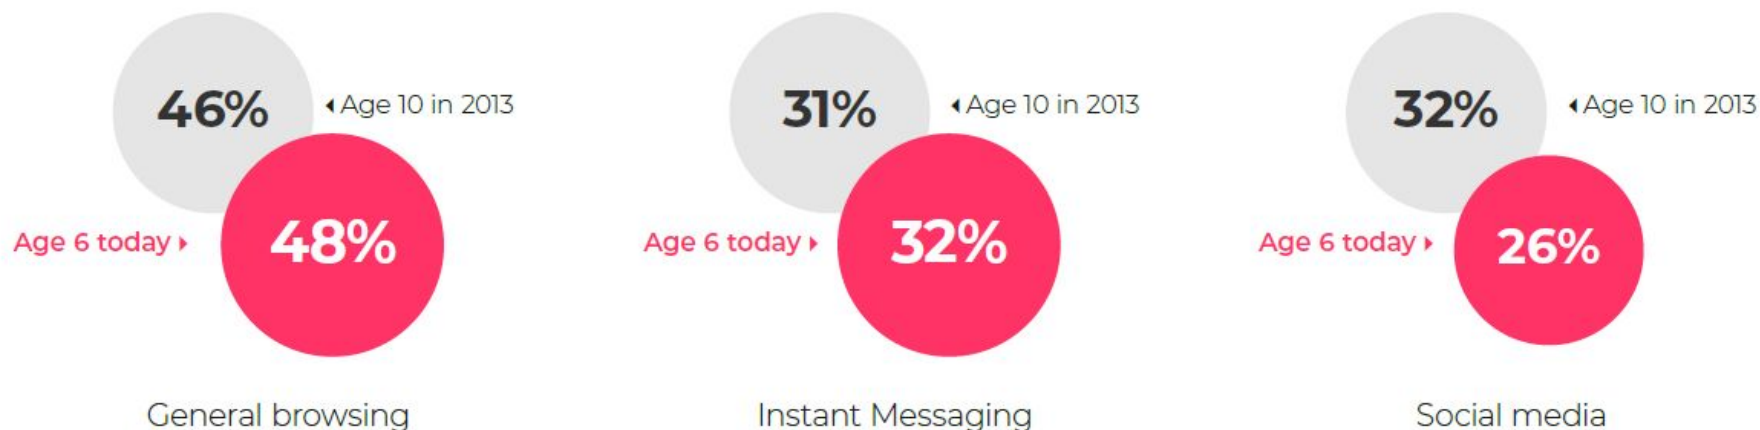 46%
Age 10 in 2013
Age 6 today
48%
General browsing
31%
Age 10 in 2013
Age 6 today
32%
Instant Messaging
32%
Age 10 in 2013
Age 6 today
26%
Social media